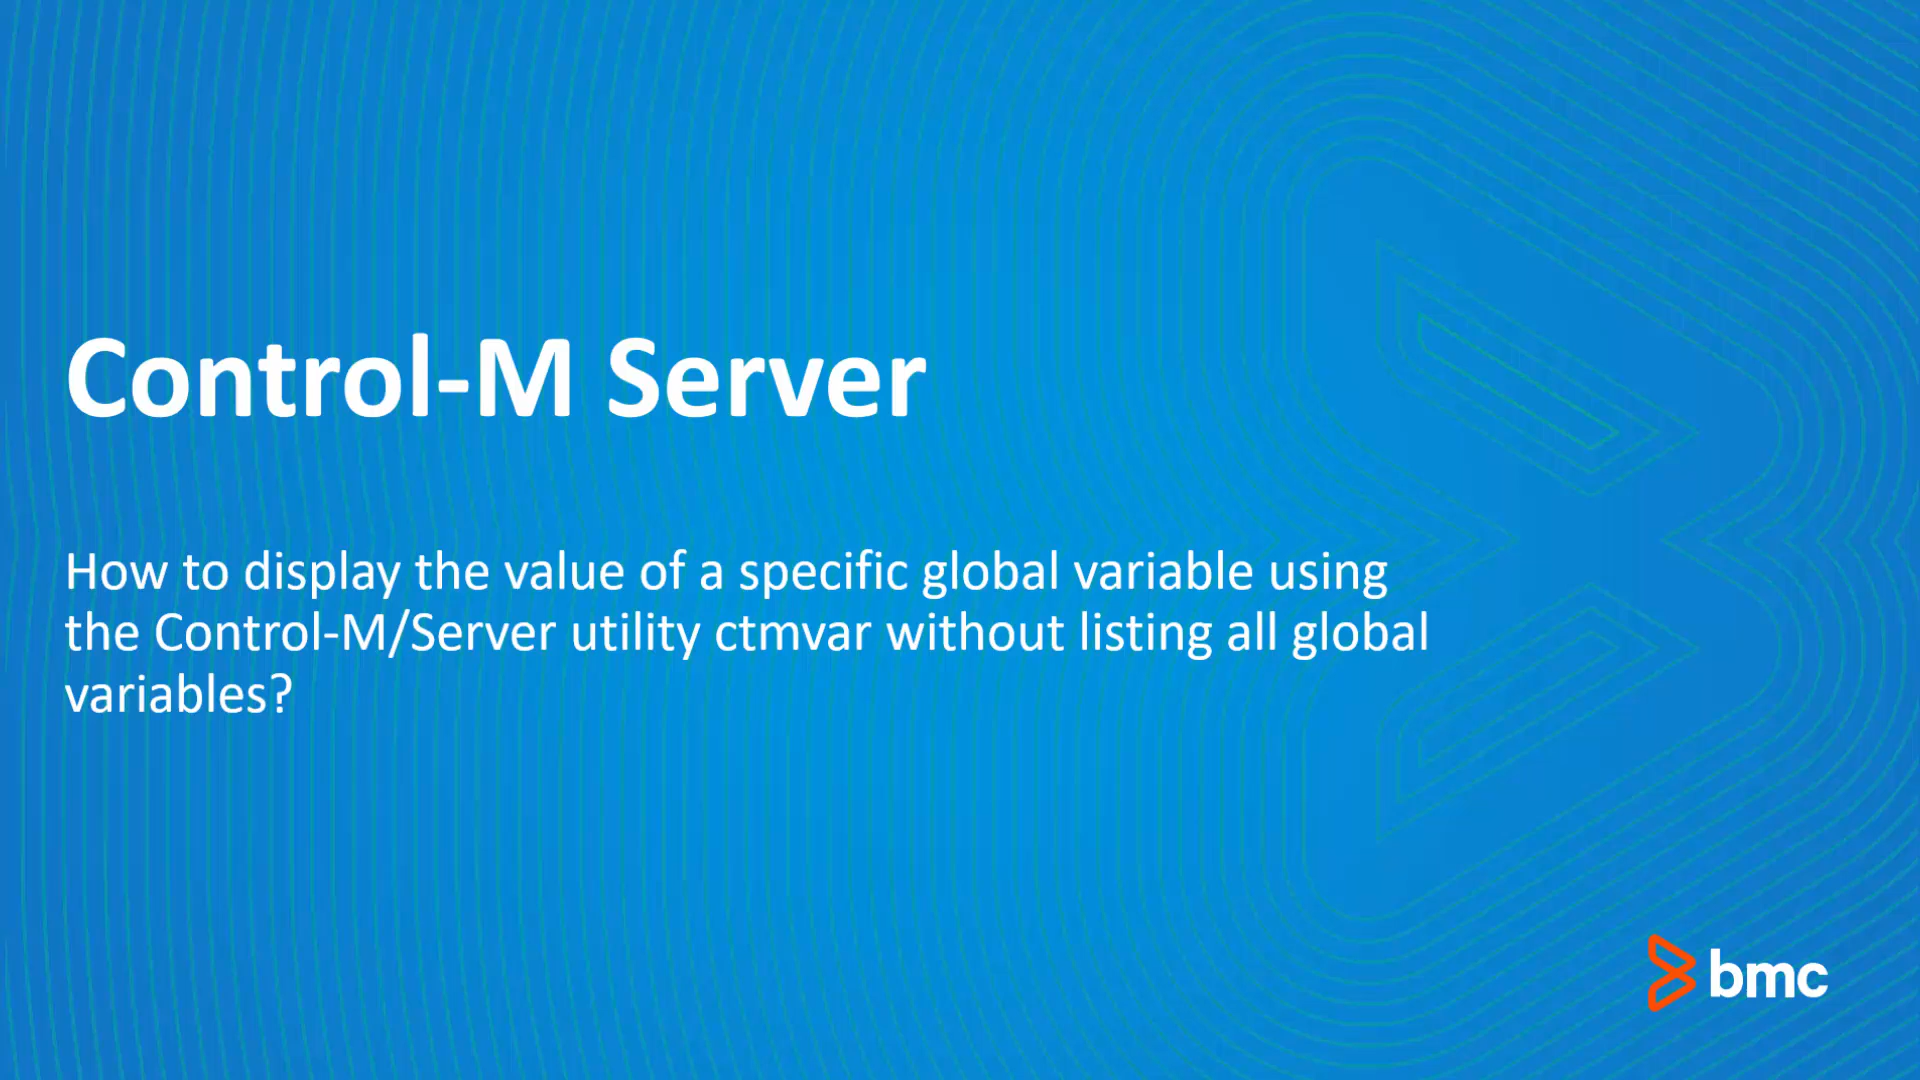 Control-M Server
How to display the value of a specific global variable using
the Control-M/Server utility ctmvar without listing all global
variables?
bmc